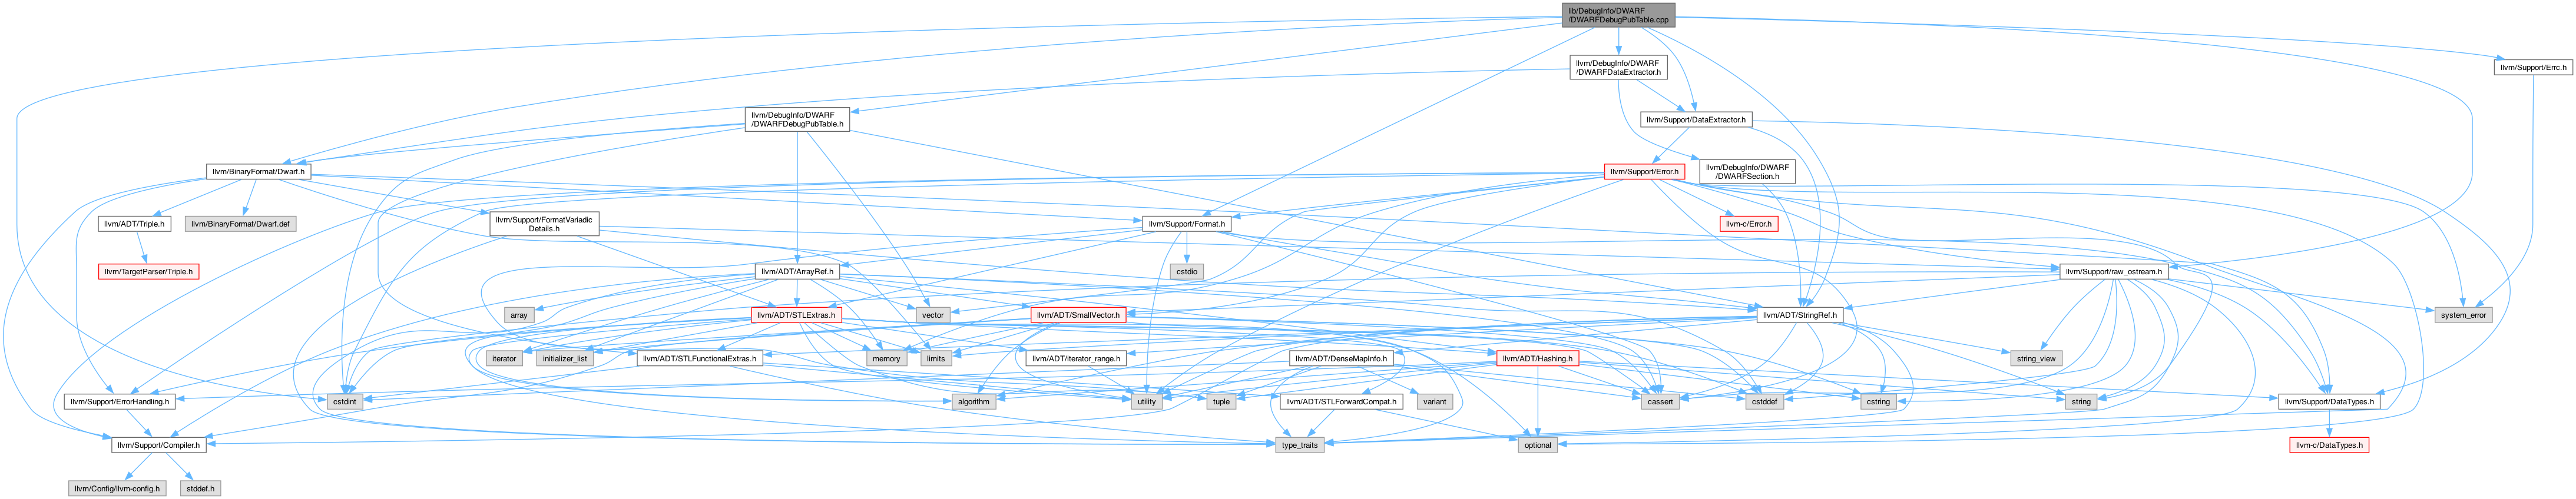 lib/DebugInfo/DWARF
/DWARFDebugPubTable.cpp
llvm/DebugInfo/DWARF
/DWARFDataExtractor.h
llvm/Support/Errc.h
llvm/DebugInfo/DWARF
/DWARFDebugPubTable.h
llvm/Support/DataExtractor.h
llvm/BinaryFormat/Dwarf.h
llvm/Support/Error.h
llvm/DebugInfo/DWARF
/DWARFSection.h
llvm/ADT/Triple.h
llvm/BinaryFormat/Dwarf.def
llvm/Support/FormatVariadic
Details.h
llvm/Support/Format.h
llvm-c/Error.h
llvm/TargetParser/Triple.h
llvm/ADT/ArrayRef.h
cstdio
llvm/Support/raw_ostream.h
array
llvm/ADT/STLExtras.h
vector
llvm/ADT/SmallVector.h
llvm/ADT/StringRef.h
system_error
iterator
initializer_list
llvm/ADT/STLFunctionalExtras.h
memory
limits
llvm/ADT/iterator_range.h
llvm/ADT/DenseMapInfo.h
llvm/ADT/Hashing.h
string_view
llvm/Support/ErrorHandling.h
cstdint
algorithm
utility
tuple
llvm/ADT/STLForwardCompat.h
variant
cassert
cstddef
cstring
string
llvm/Support/DataTypes.h
llvm/Support/Compiler.h
type_traits
optional
llvm-c/DataTypes.h
llvm/Config/llvm-config.h
stddef.h